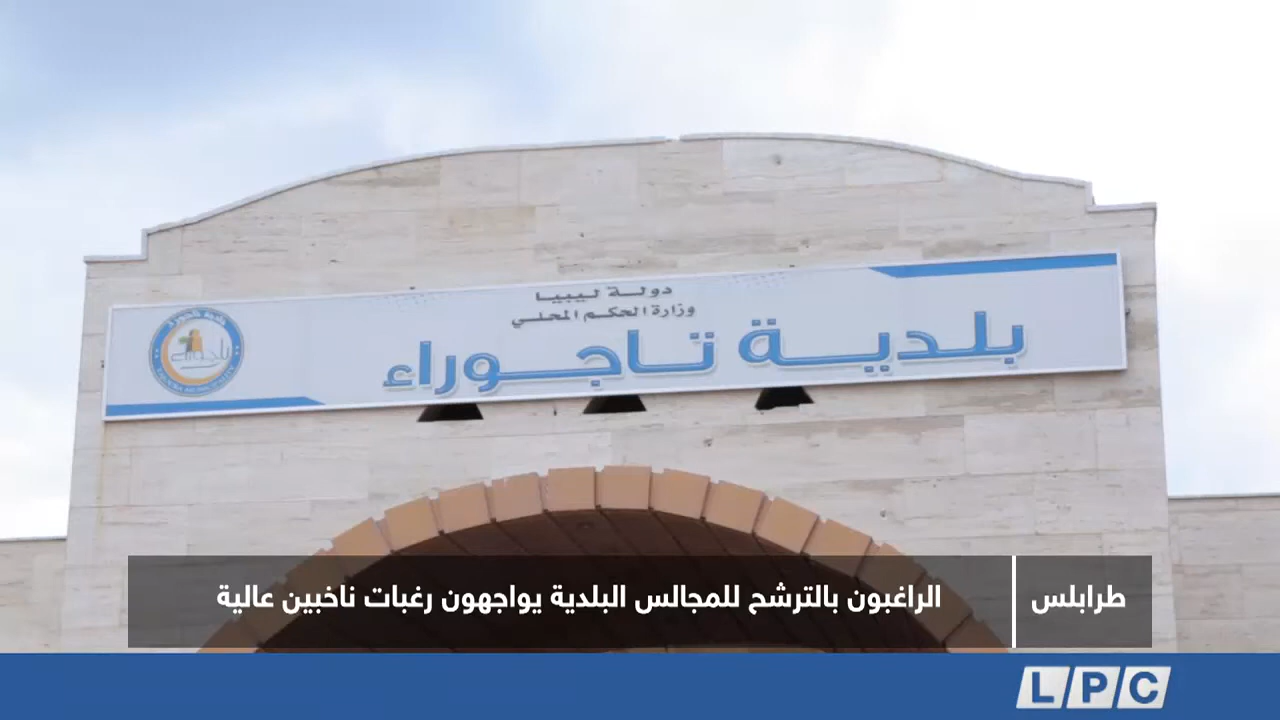 دولة ليبيا
وزارة الحكم المحلي
بلدية تاجوراء
طرابلس
الراغبون بالترشح للمجالس البلدية يواجهون رغبات ناخبين عالية
LPC